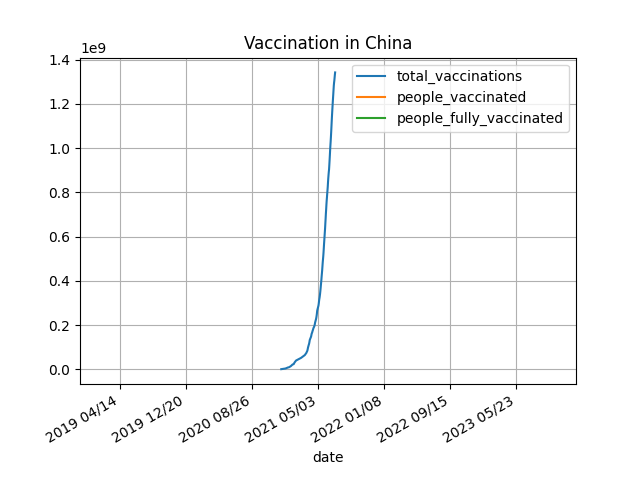 Vaccination in China
1e9
1.4
1.2
1.0
0.8
0.6
0.4
0.2
0.0
total_vaccinations
people_vaccinated
people_fully_vaccinated
2019 04/14
2019 12/20
2020 08/26
2021 05/03
2022 01/08
2022 09/15
2023 05/23
date